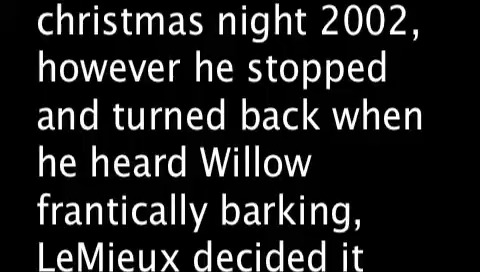 christmas night 2002,
however he stopped
and turned back when
he heard Willow
frantically barking,
LeMieux decided it